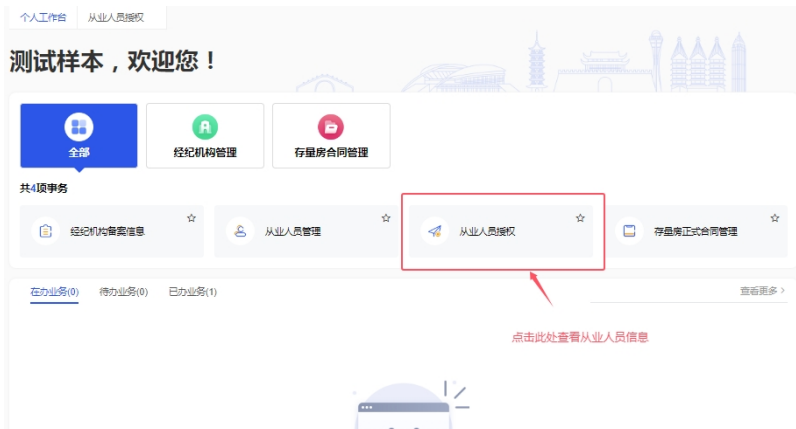 个人工作台 从业人员授权
测试样本，欢迎您！
全部 经纪机构管理 存量房合同管理
共4项事务
经纪机构备案信息 从业人员管理 从业人员授权 存量房正式合同管理
在办业务(0) 待办业务(0) 已办业务(1) 查看更多 >
点击此处查看从业人员信息